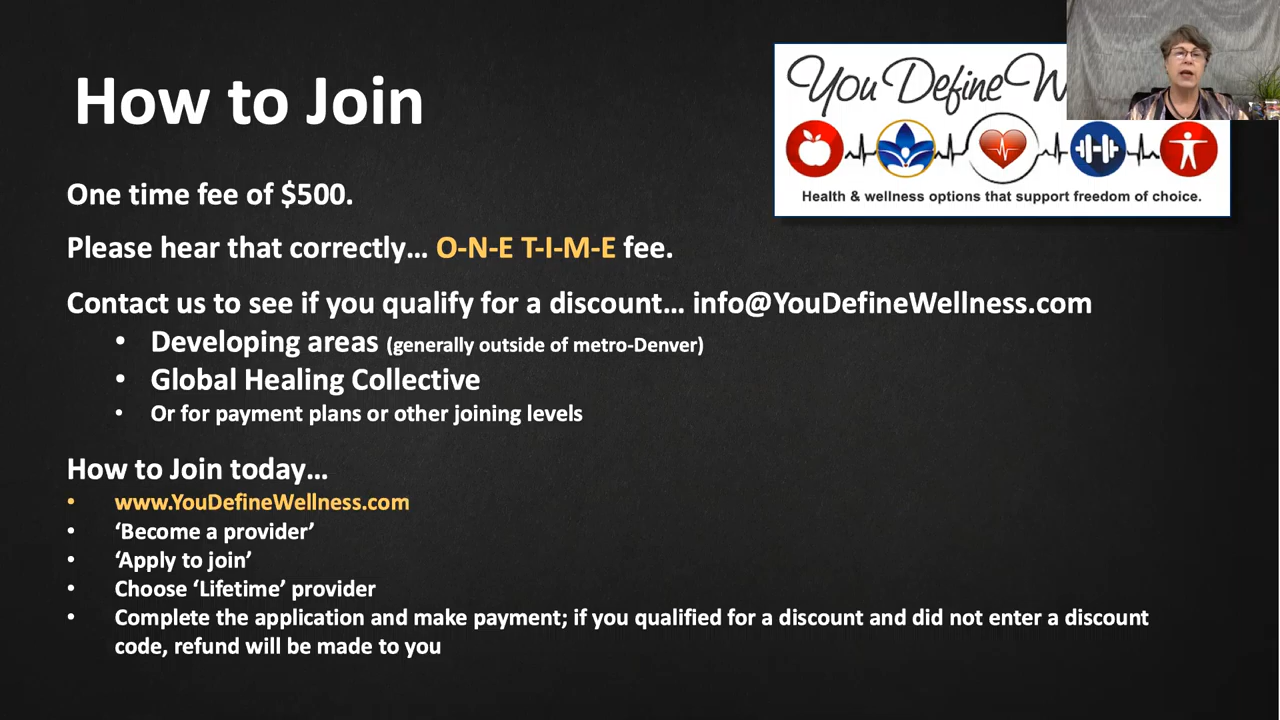 How to Join
You Define W
Health & wellness options that support freedom of choice.
One time fee of $500.
Please hear that correctly... O-N-E T-I-M-E fee.
Contact us to see if you qualify for a discount... info@YouDefineWellness.com
• Developing areas (generally outside of metro-Denver)
• Global Healing Collective
• Or for payment plans or other joining levels
How to Join today...
• www.YouDefineWellness.com
• ‘Become a provider’
• ‘Apply to join’
• Choose ‘Lifetime’ provider
• Complete the application and make payment; if you qualified for a discount and did not enter a discount
code, refund will be made to you